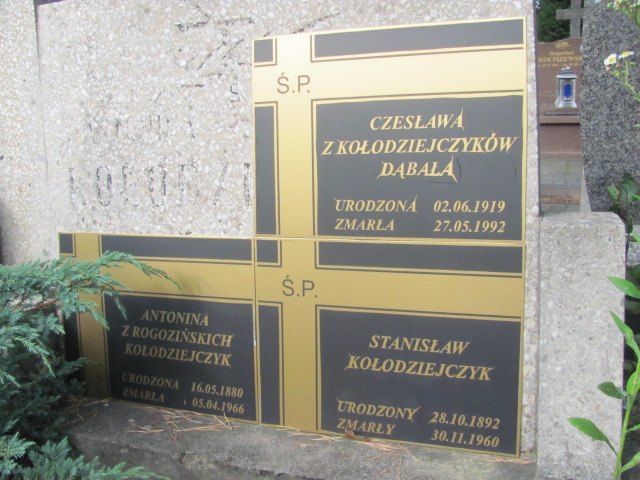 KOŁODZI
Ś.P.
CZESŁAWA
Z KOŁODZIEJCZYKÓW
DĄBAŁA
URODZONA 02.06.1919
ZMARŁA 27.05.1992
ANTONINA
Z ROGOZIŃSKICH
KOŁODZIEJCZYK
URODZONA 16.05.1880
ZMARŁA 05.04.1966
Ś.P.
STANISŁAW
KOŁODZIEJCZYK
URODZONY 28.10.1892
ZMARŁY 30.11.1960